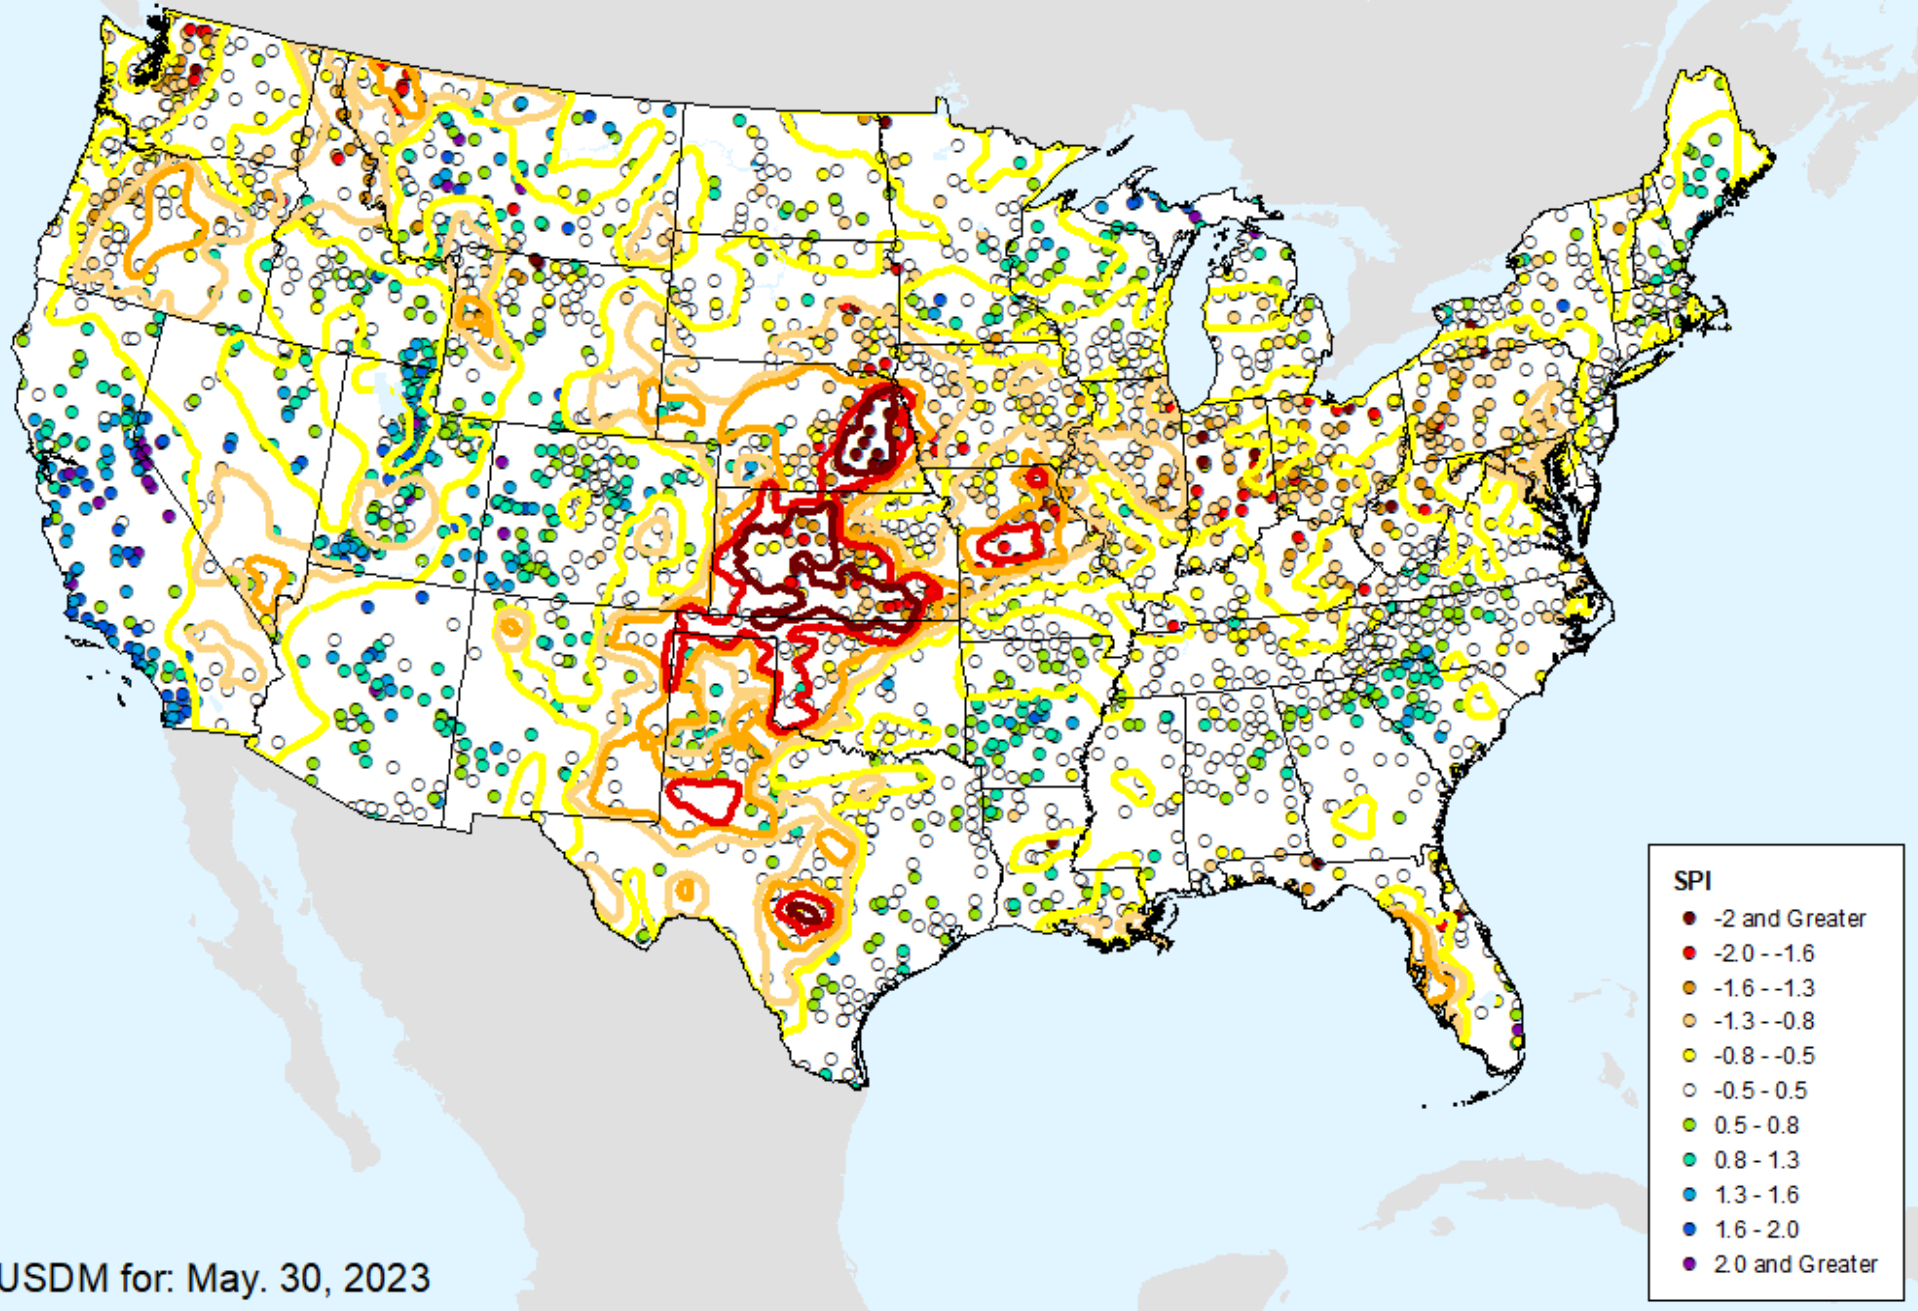 SPI
-2 and Greater
-2.0 - -1.6
-1.6 - -1.3
-1.3 - -0.8
-0.8 - -0.5
-0.5 - 0.5
0.5 - 0.8
0.8 - 1.3
1.3 - 1.6
1.6 - 2.0
2.0 and Greater
USDM for: May. 30, 2023